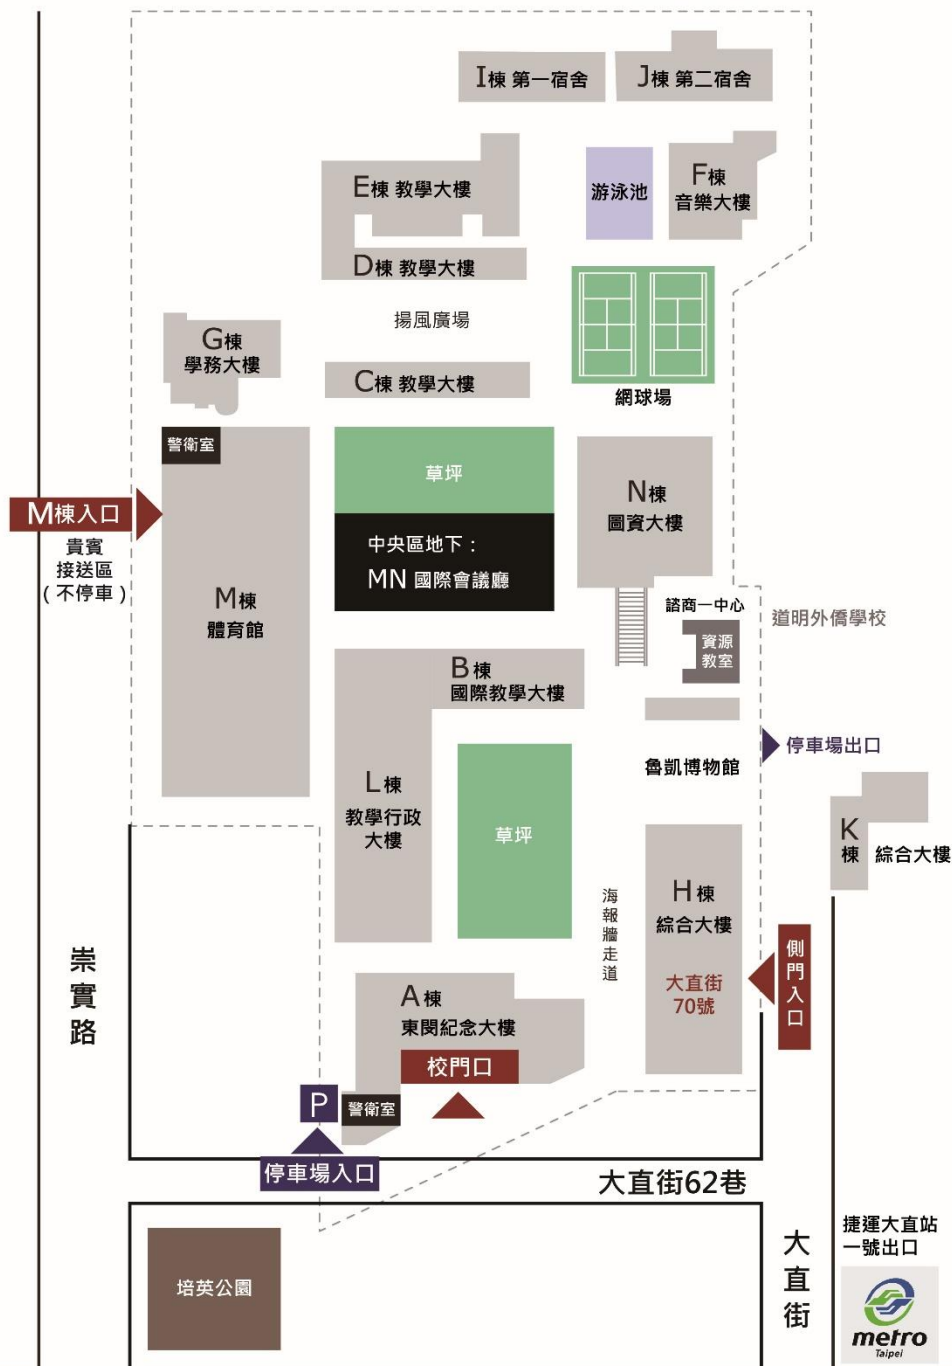 I棟 第一宿舍
J棟 第二宿舍
E棟 教學大樓
游泳池
F棟
音樂大樓
D棟 教學大樓
揚風廣場
G棟
學務大樓
C棟 教學大樓
網球場
警衛室
草坪
N棟
圖資大樓
M棟入口
貴賓
接送區
(不停車)
中央區地下：
MN 國際會議廳
M棟
體育館
諮商一中心
道明外僑學校
資源
教室
B棟
國際教學大樓
停車場出口
魯凱博物館
L棟
教學行政
大樓
草坪
K
棟
綜合大樓
H棟
綜合大樓
大直街
70號
海報牆走道
側門入口
崇實路
A棟
東閔紀念大樓
校門口
P
警衛室
停車場入口
大直街62巷
培英公園
大直街
捷運大直站
一號出口
metro
Taipei